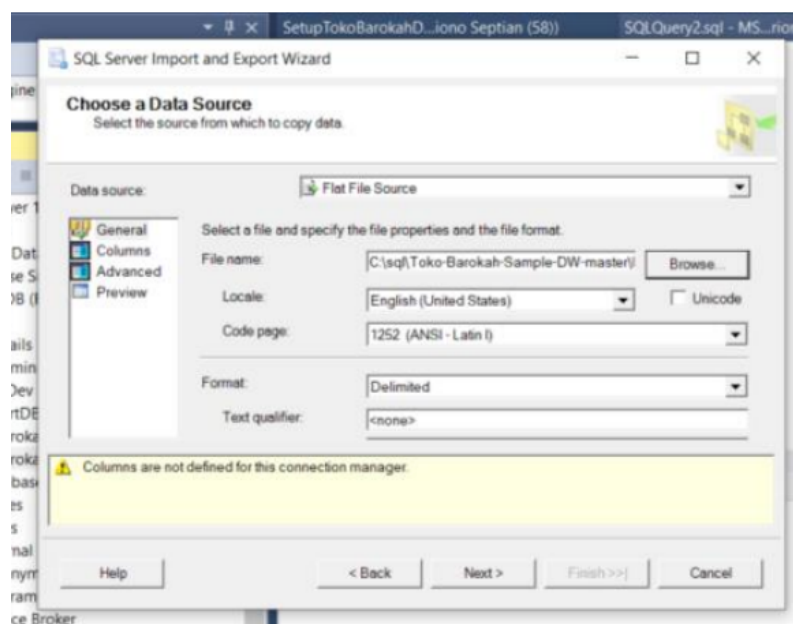 SetupTokoBarokahD...iono Septian (58))
SQLQuery2.sql - MS...rion
SQL Server Import and Export Wizard
Choose a Data Source
Select the source from which to copy data.
Data source:
Flat File Source
General
Columns
Advanced
Preview
Select a file and specify the file properties and the file format.
File name:
C:\sql\Toko-Barokah-Sample-DW-master\
Browse...
Locale:
English (United States)
Unicode
Code page:
1252 (ANSI - Latin I)
Format:
Delimited
Text qualifier:
<none>
Columns are not defined for this connection manager.
Help
< Back
Next >
Finish >>|
Cancel
ce Broker